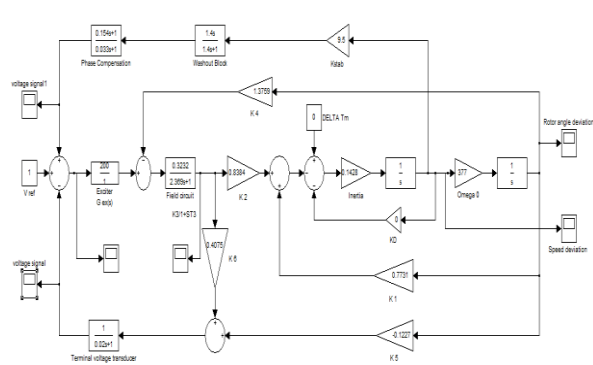 0.154s+1
0.033s+1
Phase Compensation
1.4s
1.4s+1
Washout Block
9.5
Kstab
voltage signal1
1.3759
K 4
0
DELTA Tm
Rotor angle deviation
1
V ref
200
1
Exciter
G ex(s)
0.3232
2.369s+1
Field circuit
K3/1+ST3
0.8384
K 2
0.1428
Inertia
1
s
377
Omega 0
1
s
0
KD
Speed deviation
0.4075
K 6
voltage signal
0.7731
K 1
1
0.02s+1
Terminal voltage transducer
-0.1227
K 5